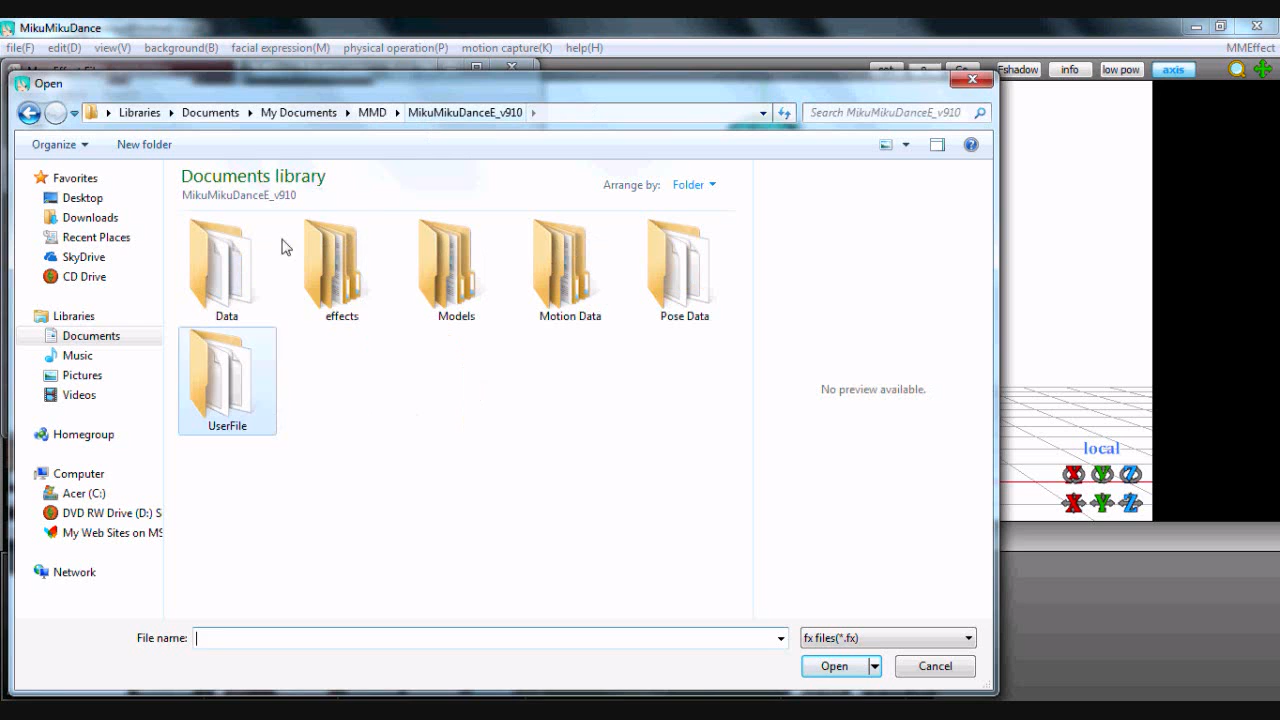 MikuMikuDance
file(F) edit(D) view(V) background(B) facial expression(M) physical operation(P) motion capture(K) help(H) MMEffect
Fshadow info low pow axis
Open
Libraries Documents My Documents MMD MikuMikuDanceE_v910 Search MikuMikuDanceE_v910
Organize New folder
Favorites
Desktop
Downloads
Recent Places
SkyDrive
CD Drive
Libraries
Documents
Music
Pictures
Videos
Homegroup
Computer
Acer (C:)
DVD RW Drive (D:) S
My Web Sites on MS
Network
Documents library
MikuMikuDanceE_v910
Arrange by: Folder
Data effects Models Motion Data Pose Data
UserFile
No preview available.
local
X Y Z
X Y Z
File name: fx files(*.fx)
Open Cancel